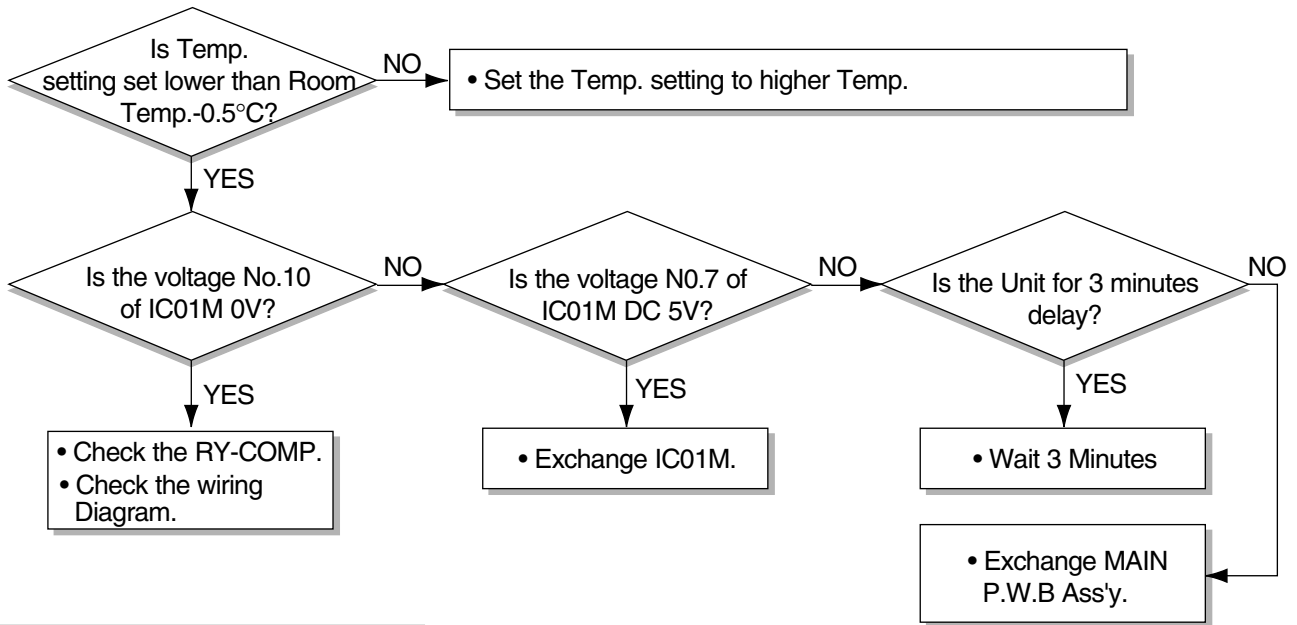 Is Temp.
setting set lower than Room
Temp.-0.5°C?
NO
• Set the Temp. setting to higher Temp.
YES
Is the voltage No.10
of IC01M 0V?
NO
Is the voltage N0.7 of
IC01M DC 5V?
NO
Is the Unit for 3 minutes
delay?
NO
YES
YES
YES
• Check the RY-COMP.
• Check the wiring
Diagram.
• Exchange IC01M.
• Wait 3 Minutes
• Exchange MAIN
P.W.B Ass'y.